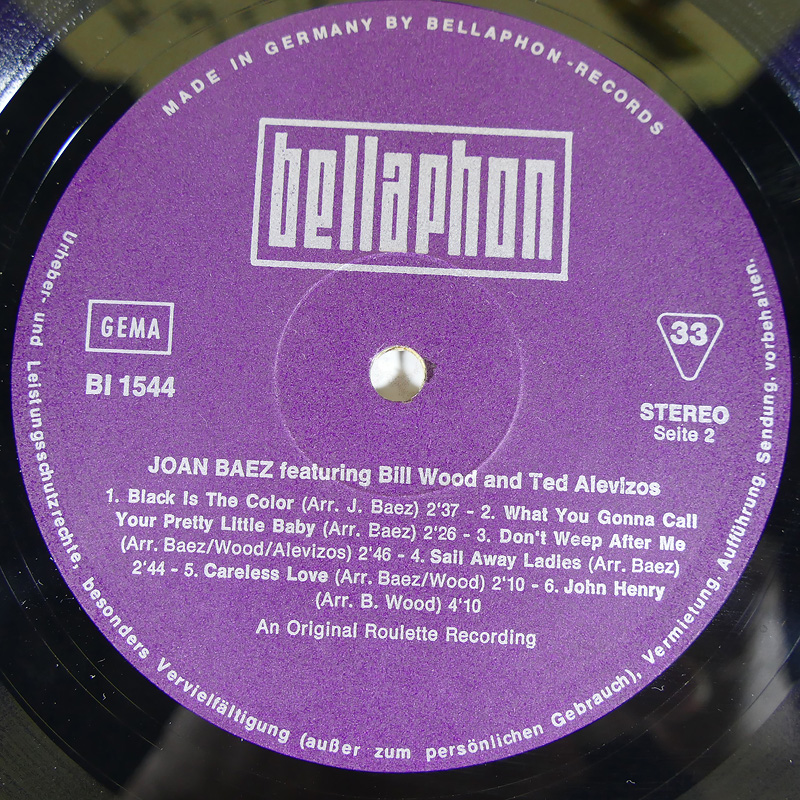 MADE IN GERMANY BY BELLAPHON-RECORDS
bellaphon
GEMA
BI 1544
33
STEREO
Seite 2
JOAN BAEZ featuring Bill Wood and Ted Alevizos
1. Black Is The Color (Arr. J. Baez) 2'37 - 2. What You Gonna Call
Your Pretty Little Baby (Arr. Baez) 2'26 - 3. Don't Weep After Me
(Arr. Baez/Wood/Alevizos) 2'46 - 4. Sail Away Ladies (Arr. Baez)
2'44 - 5. Careless Love (Arr. Baez/Wood) 2'10 - 6. John Henry
(Arr. B. Wood) 4'10
An Original Roulette Recording
Urheber- und Leistungsschutzrechte, besonders Vervielfältigung (außer zum persönlichen Gebrauch), Vermietung. Aufführung. Sendung. vorbehalten.